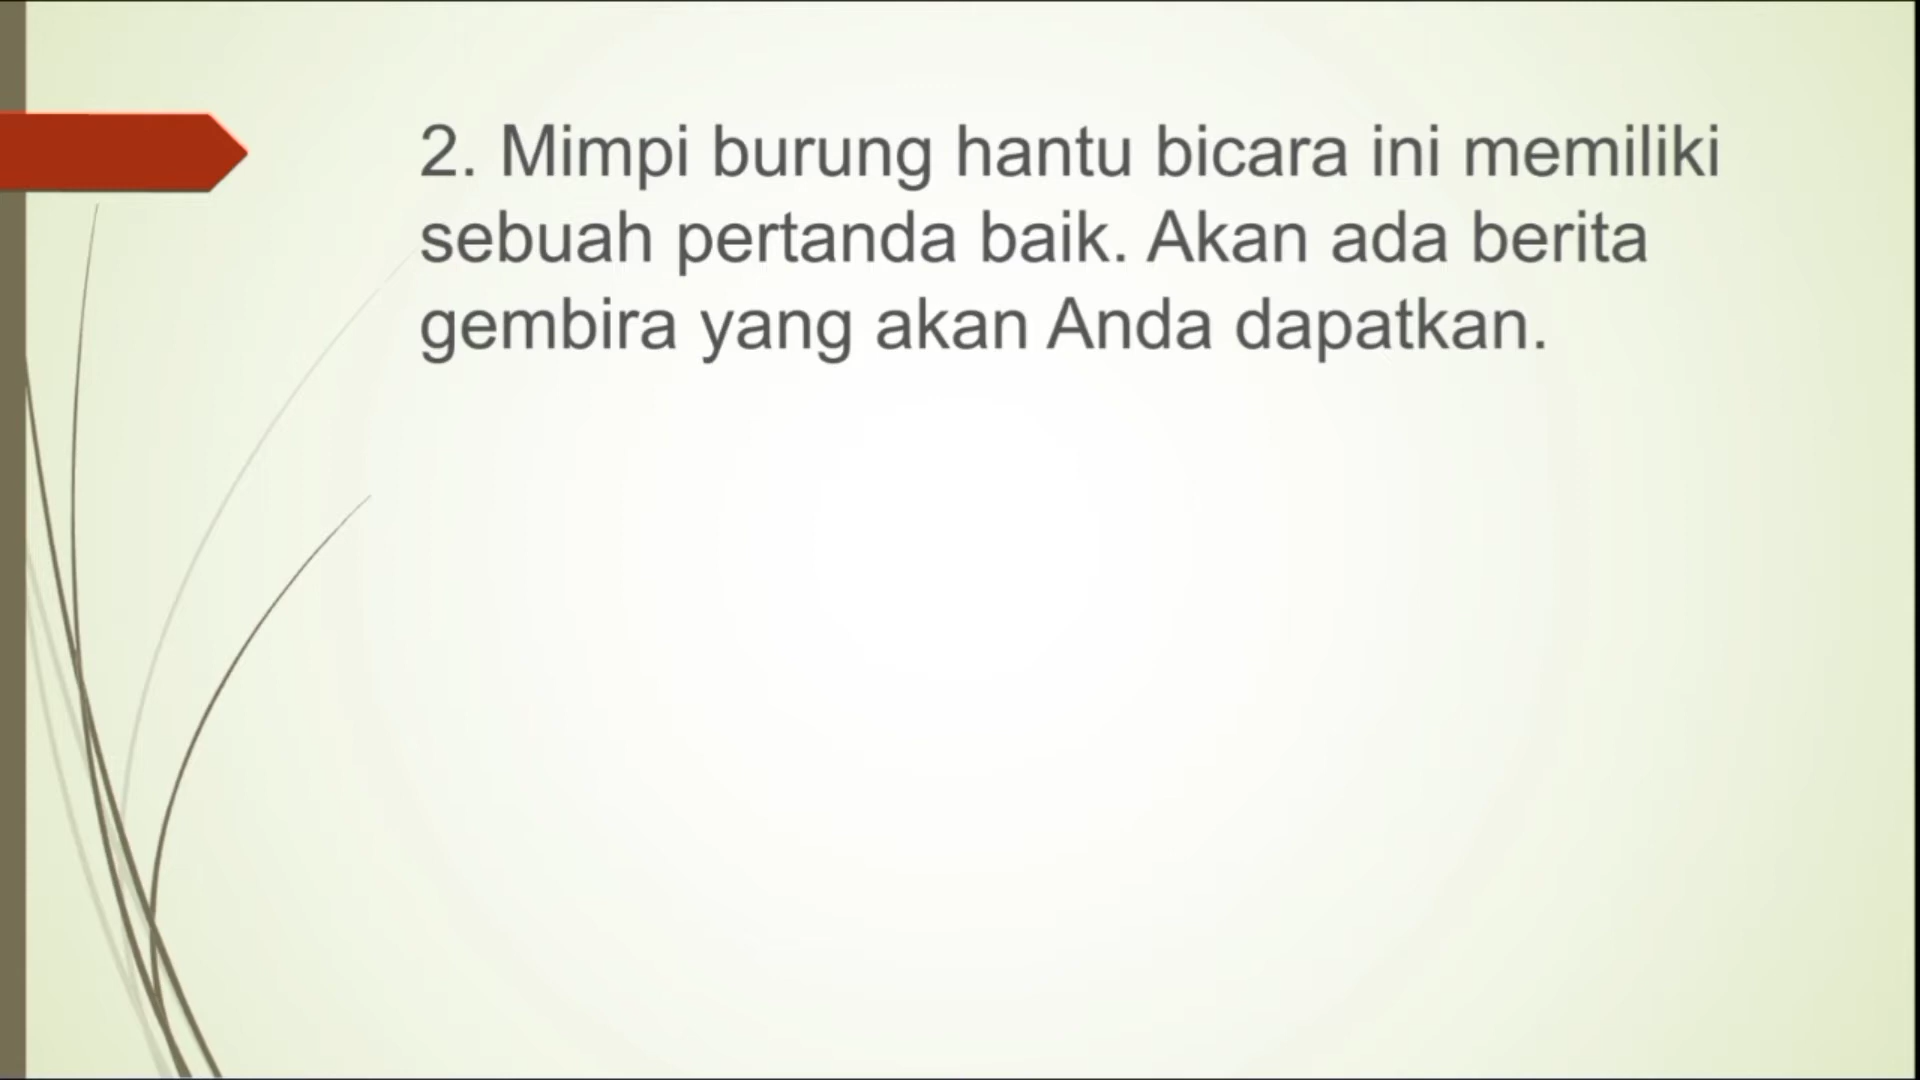 2. Mimpi burung hantu bicara ini memiliki
sebuah pertanda baik. Akan ada berita
gembira yang akan Anda dapatkan.